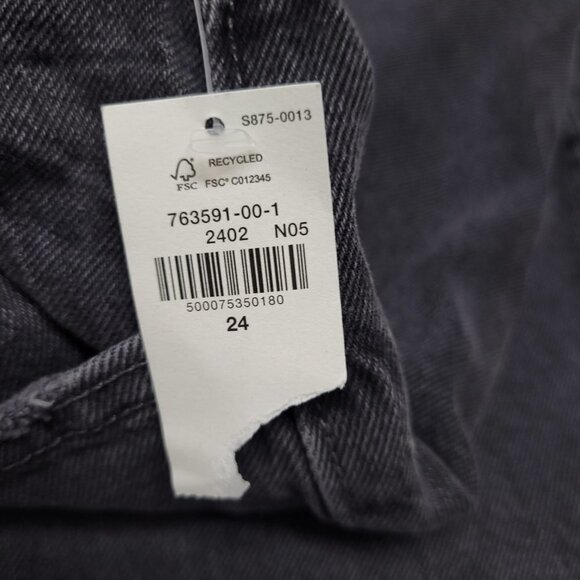 S875-0013
RECYCLED
FSC FSC® C012345
763591-00-1
2402 N05
500075350180
24